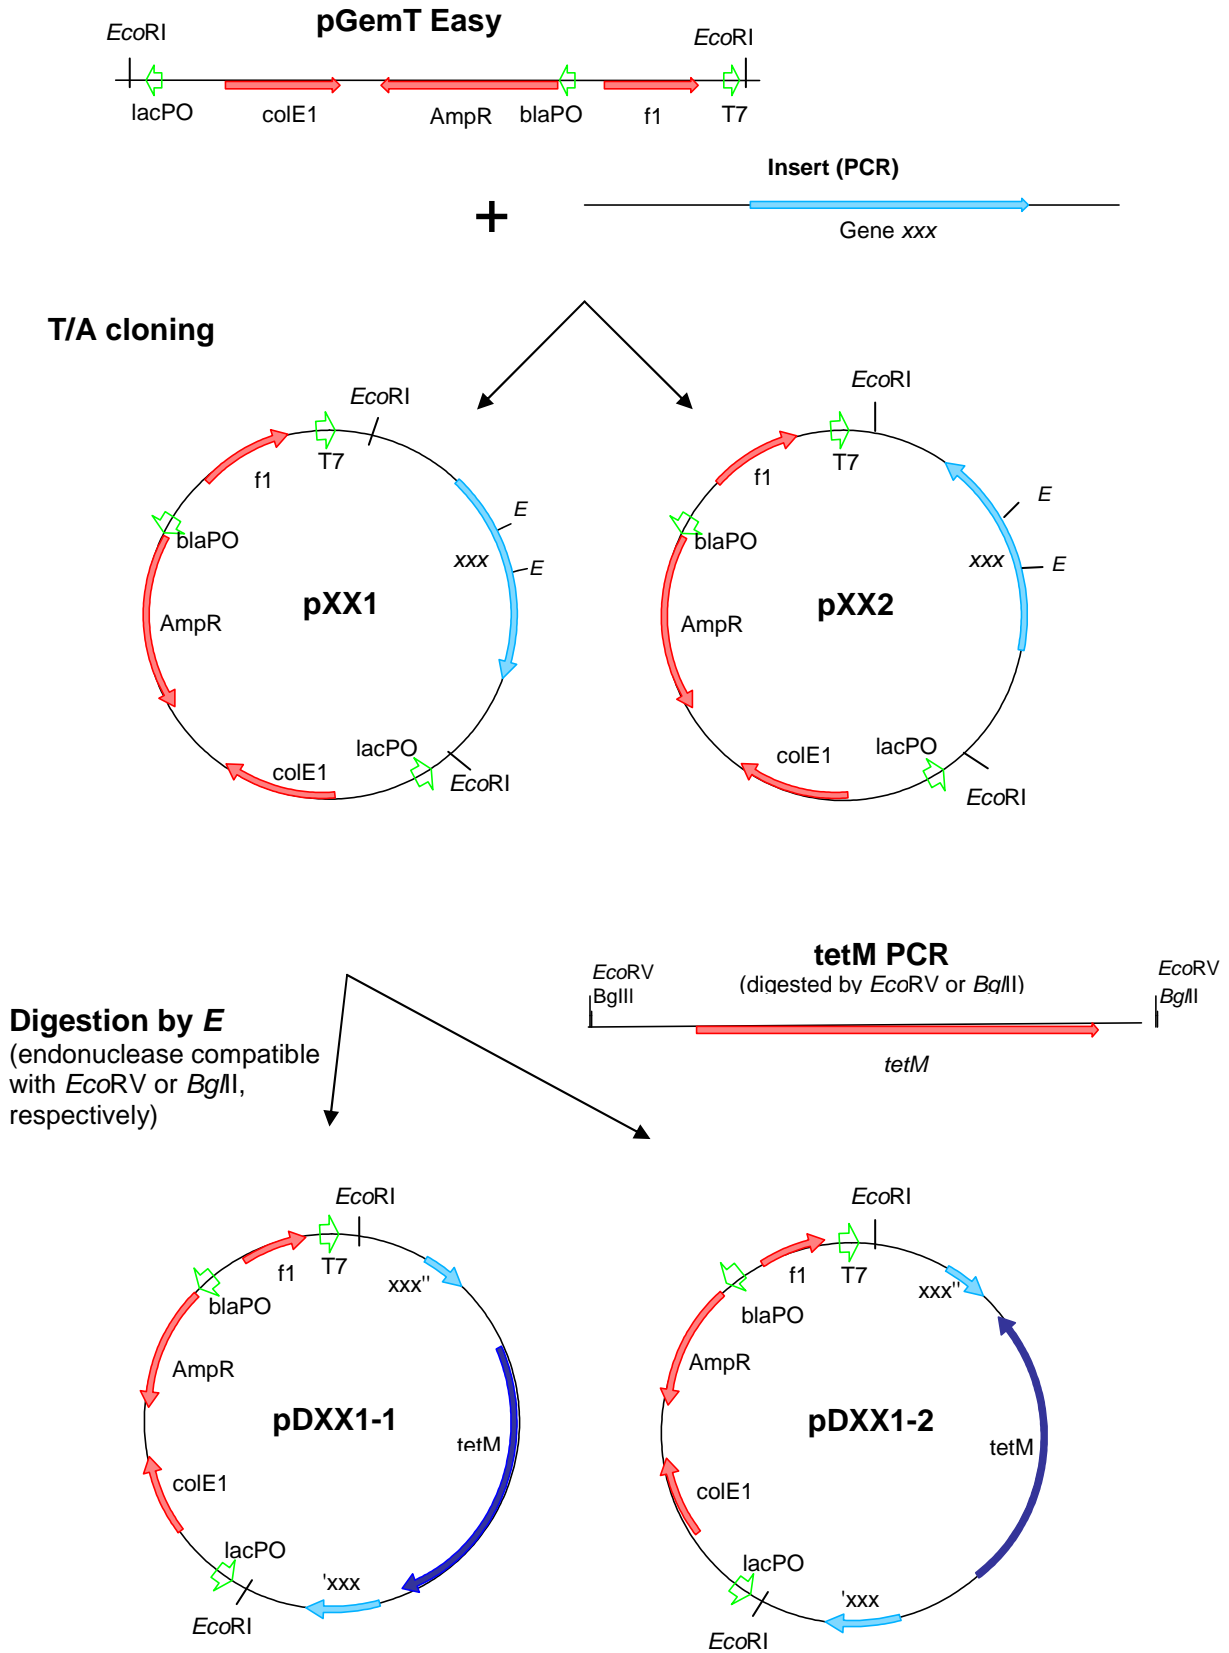 pGemT Easy
EcoRI
EcoRI
lacPO
colE1
AmpR
blaPO
f1
T7
Insert (PCR)
+
Gene xxx
T/A cloning
EcoRI
T7
f1
blaPO
E
xxx
E
pXX1
AmpR
lacPO
colE1
EcoRI
EcoRI
T7
f1
blaPO
E
xxx
E
pXX2
AmpR
lacPO
colE1
EcoRI
tetM PCR
(digested by EcoRV or BglII)
EcoRV
BgIII
EcoRV
BglII
tetM
Digestion by E
(endonuclease compatible
with EcoRV or BglII,
respectively)
EcoRI
T7
f1
xxx"
blaPO
AmpR
pDXX1-1
tetM
colE1
lacPO
'xxx
EcoRI
EcoRI
T7
f1
xxx"
blaPO
AmpR
pDXX1-2
tetM
colE1
lacPO
'xxx
EcoRI